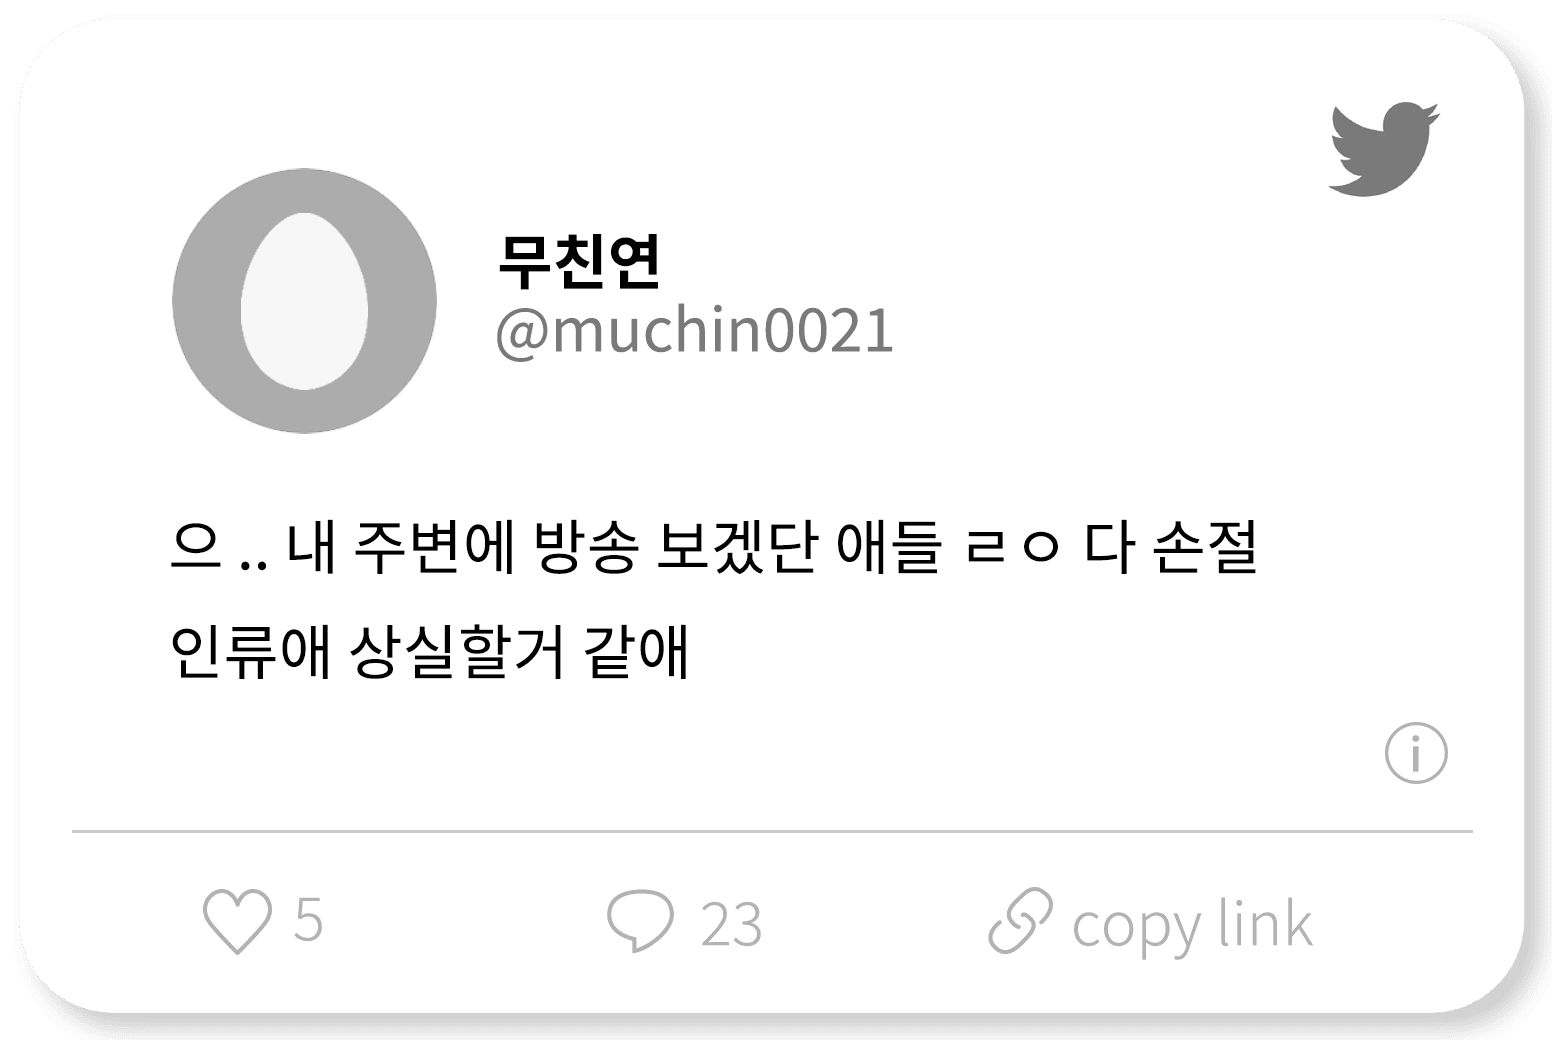 무친연
@muchin0021
으 .. 내 주변에 방송 보겠단 애들 ㄹㅇ 다 손절
인류애 상실할거 같애
5 23 copy link